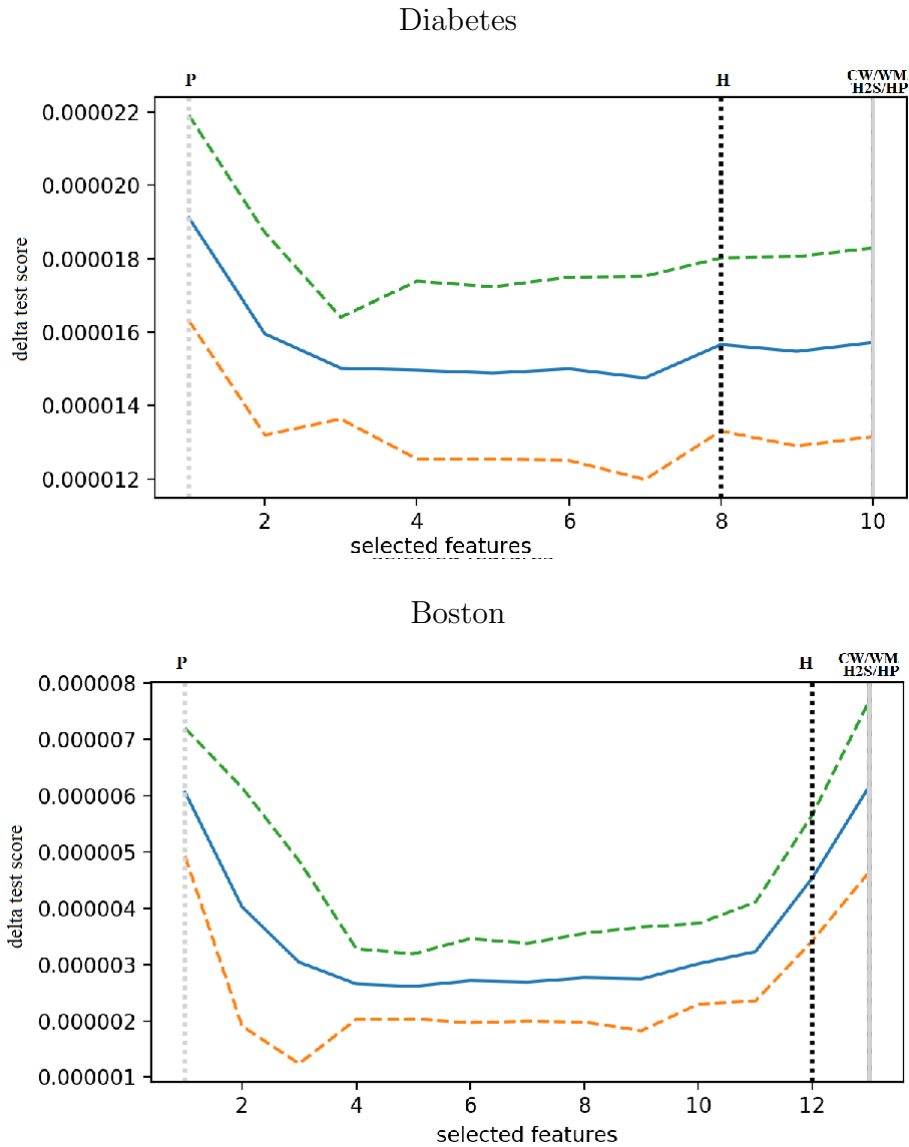 Diabetes
P H CW/WM/
H2S/HP
0.000022
0.000020
0.000018
0.000016
0.000014
0.000012
delta test score
2 4 6 8 10
selected features
Boston
P H CW/WM/
H2S/HP
0.000008
0.000007
0.000006
0.000005
0.000004
0.000003
0.000002
0.000001
delta test score
2 4 6 8 10 12
selected features